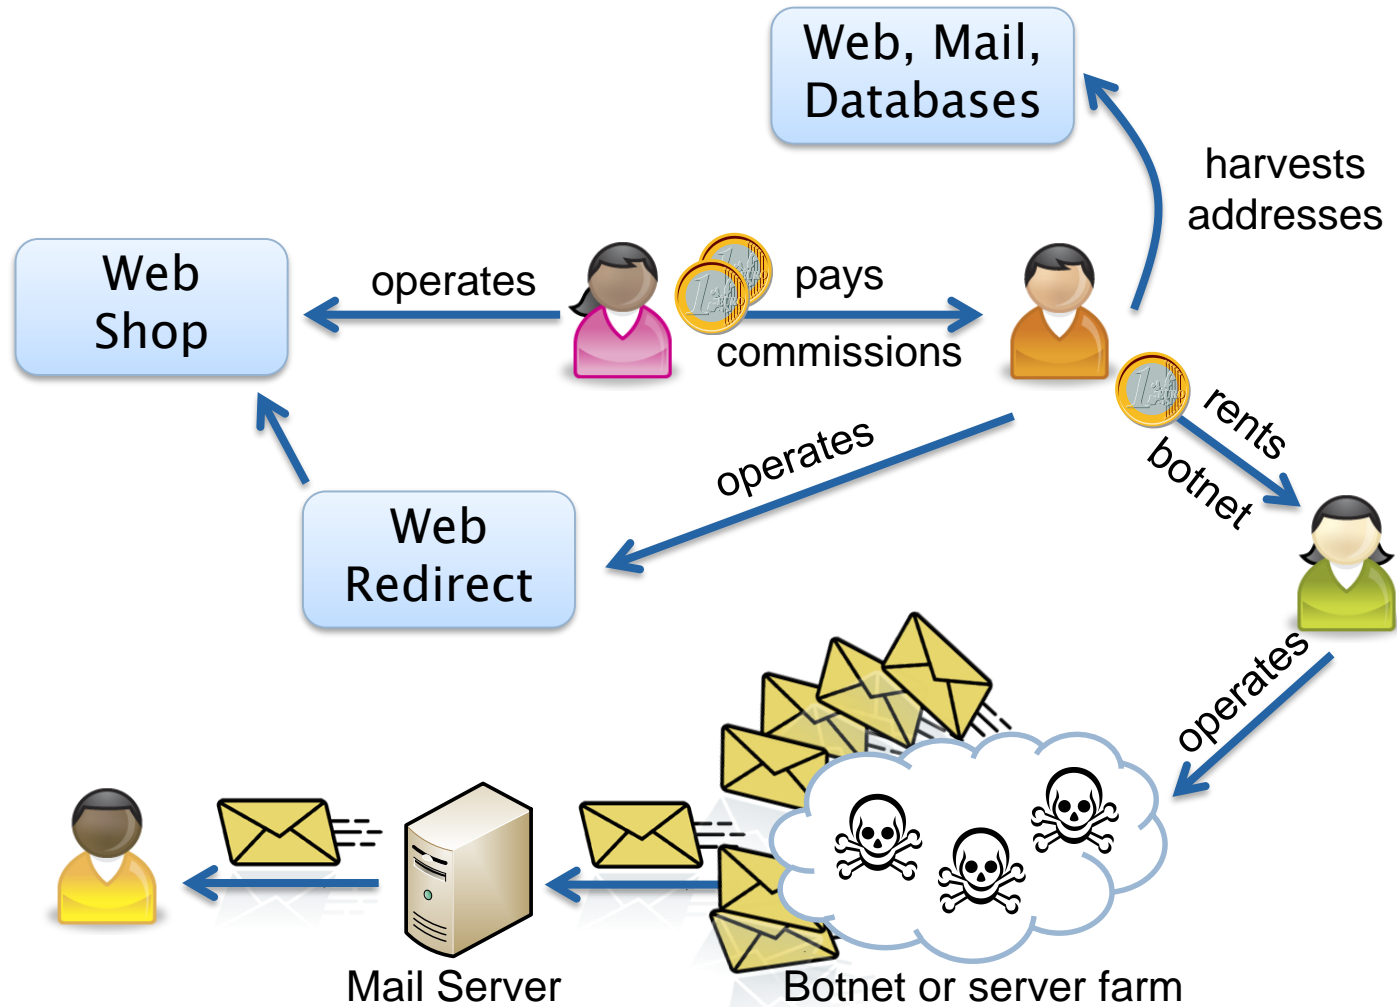 Web, Mail,
Databases
harvests
addresses
Web
Shop
operates
pays
commissions
rents
botnet
operates
Web
Redirect
operates
Mail Server
Botnet or server farm